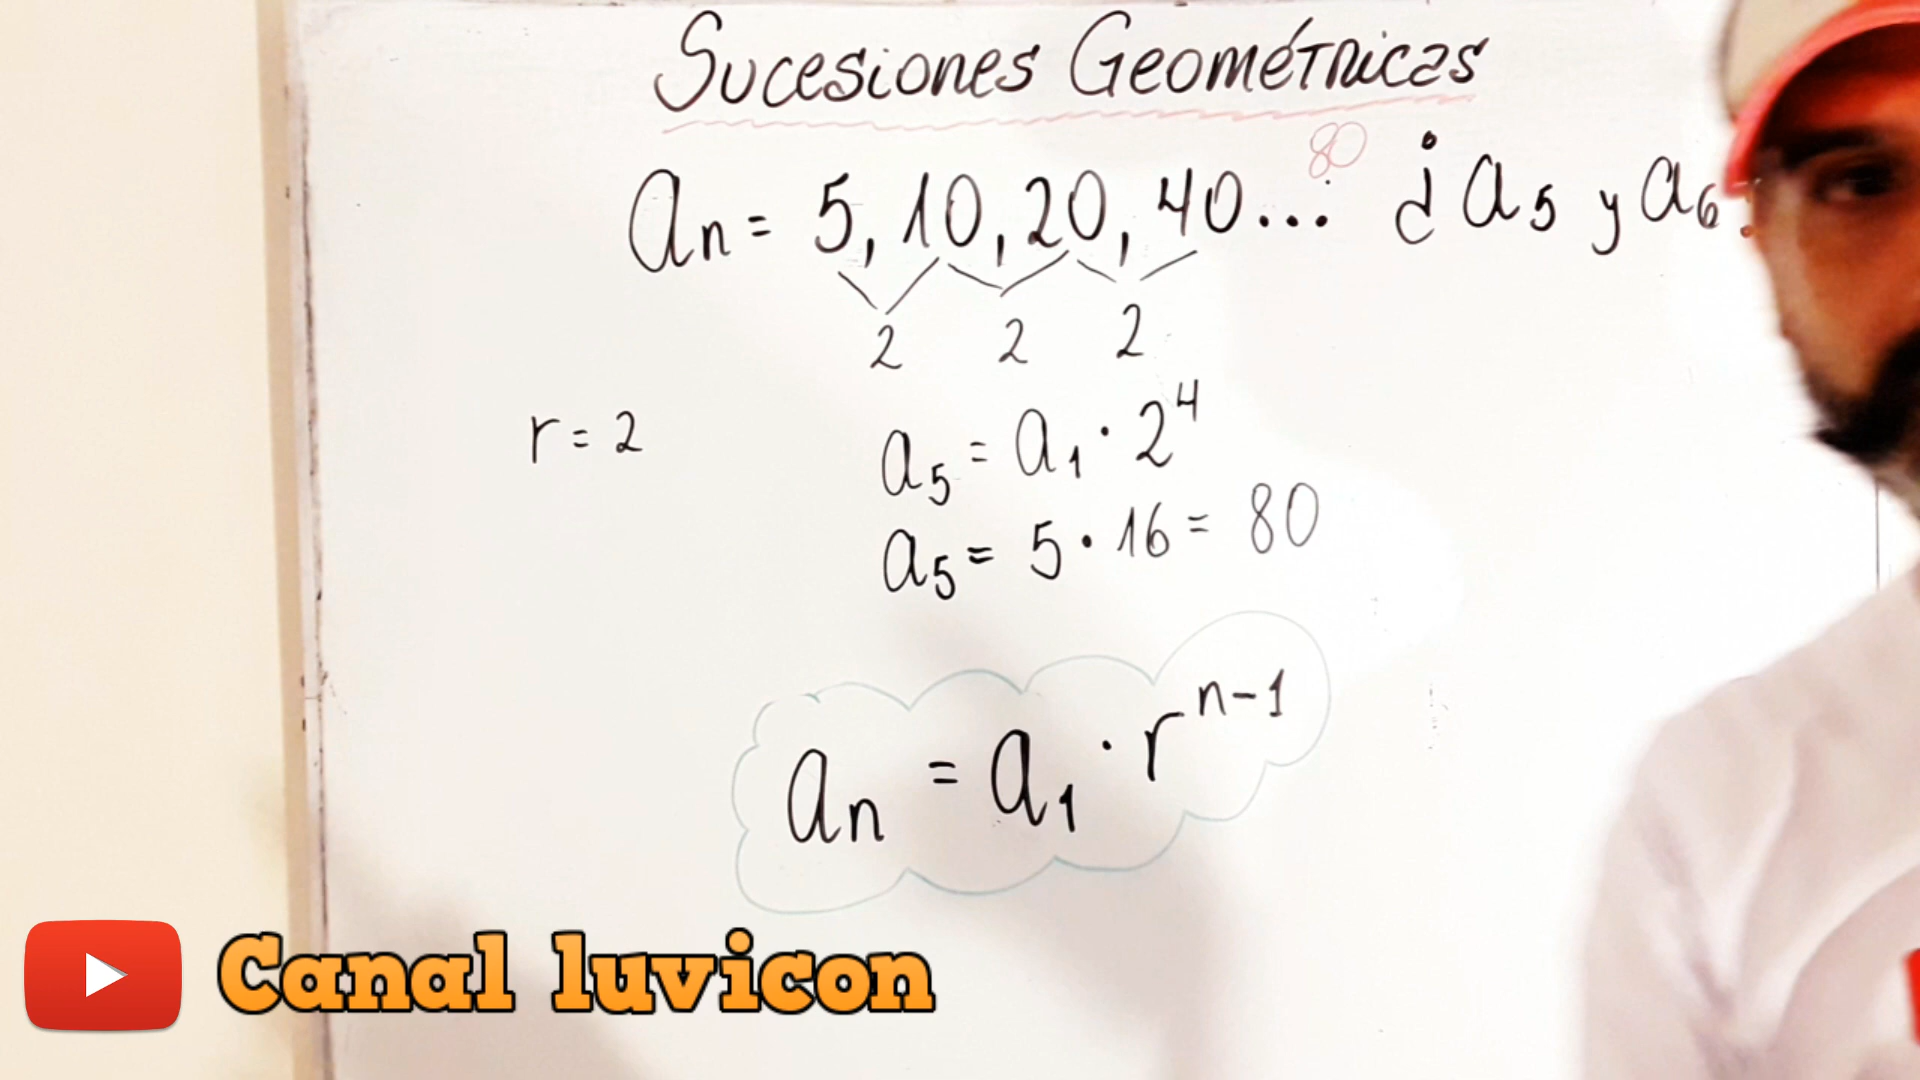 Sucesiones Geométricas
80
an = 5, 10, 20, 40... ¿ a5 y a6
2 2 2
r = 2
a5 = a1 · 2^4
a5 = 5 · 16 = 80
an = a1 · r^n-1
Canal luvicon